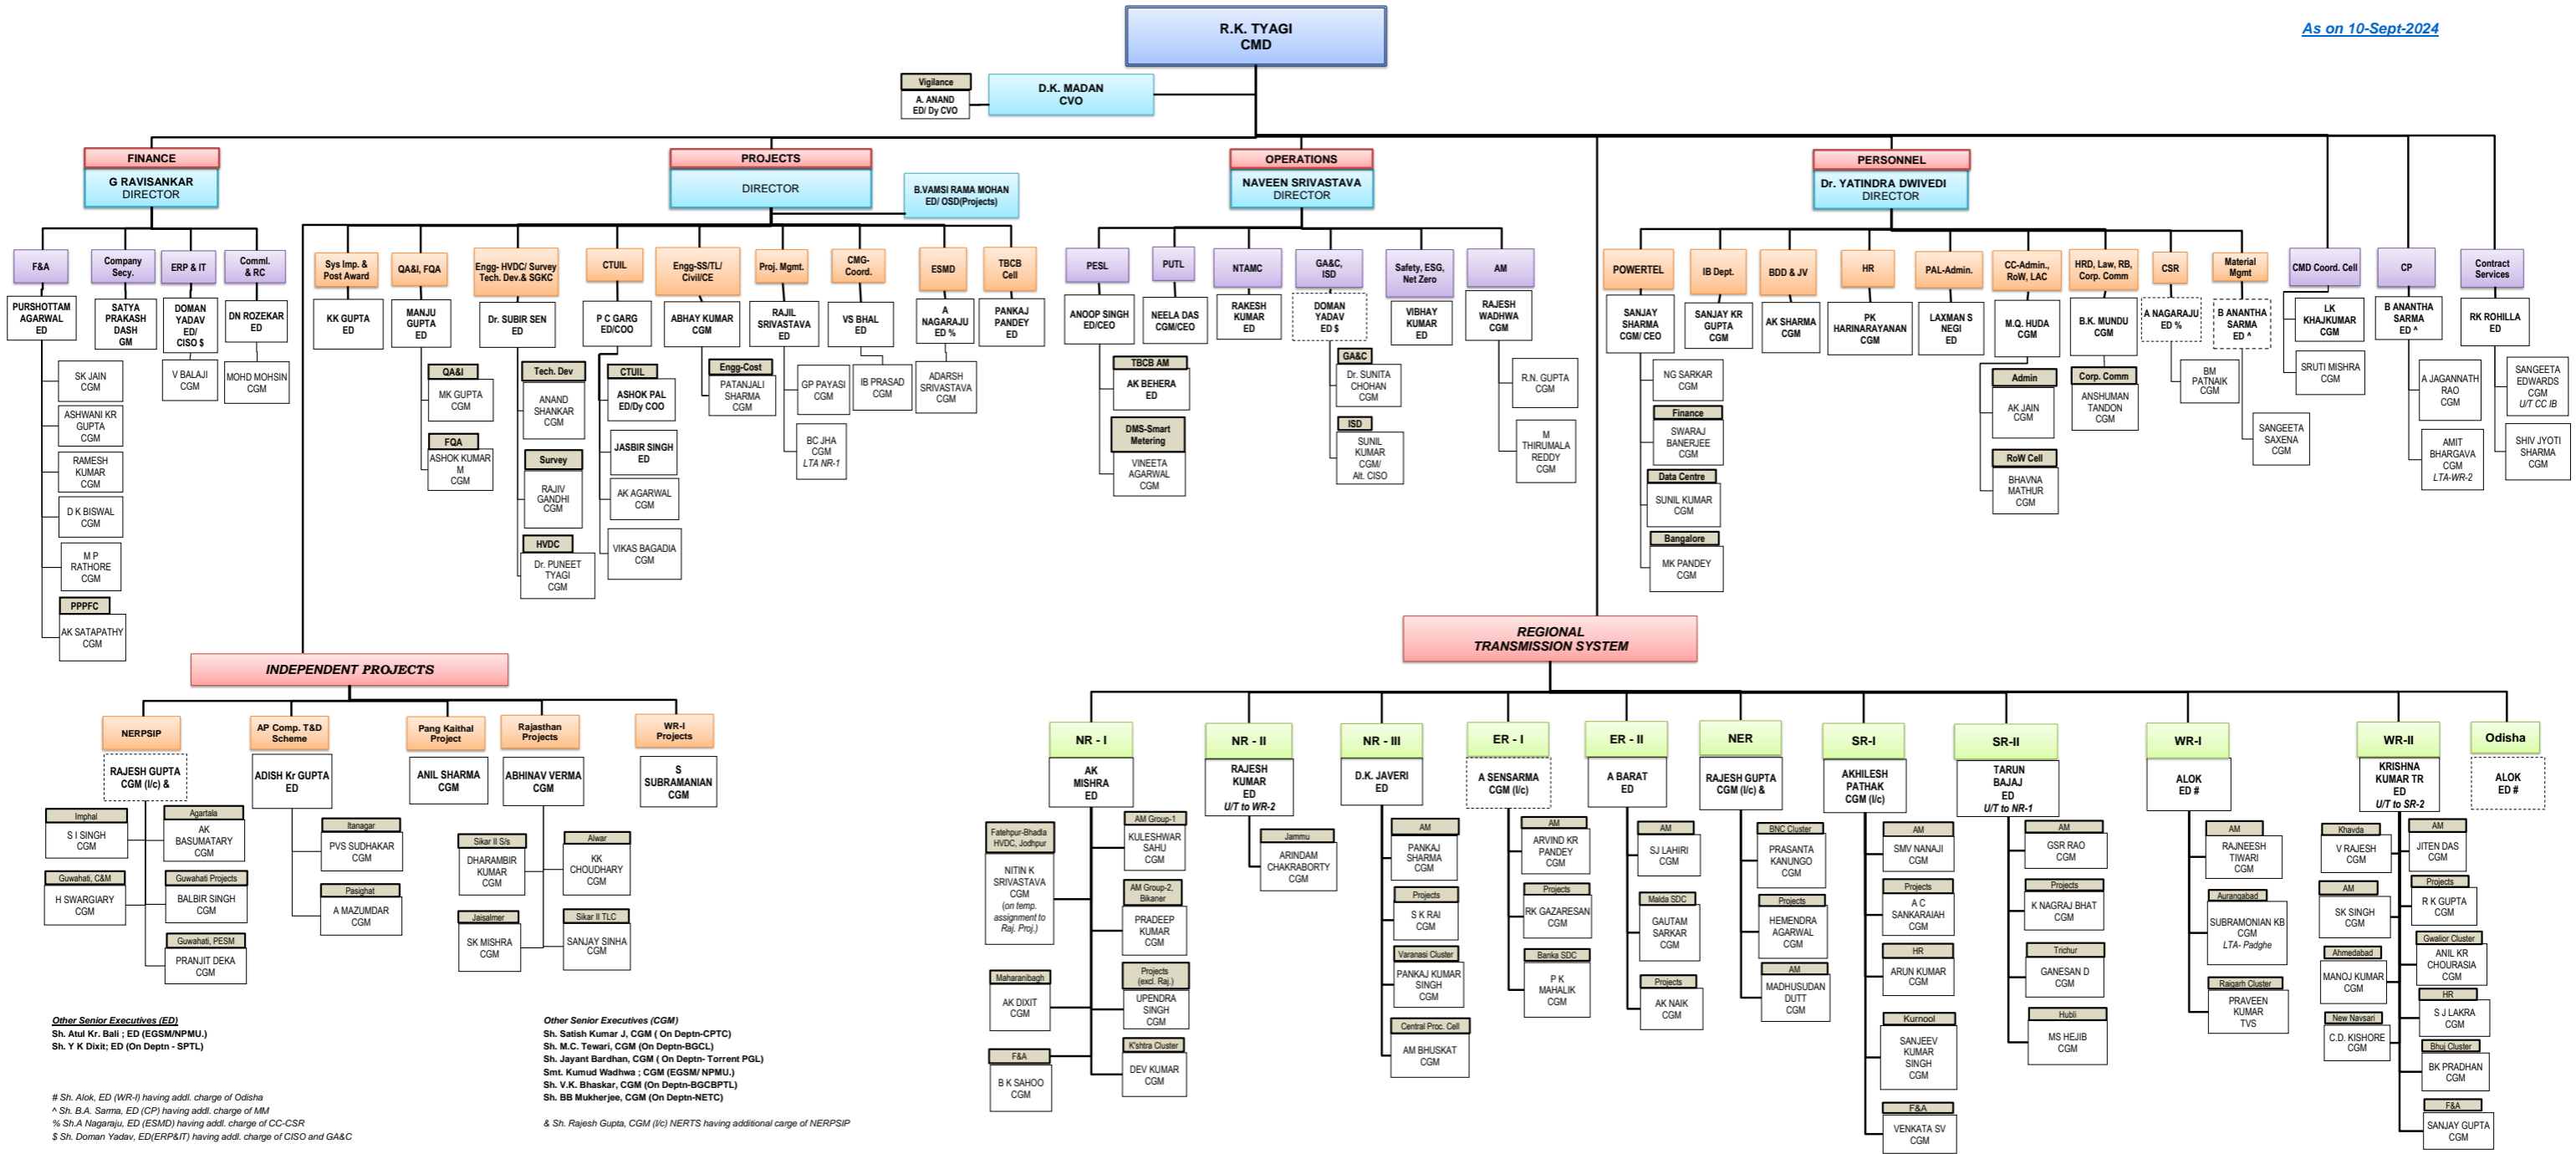 R.K. TYAGI
CMD
As on 10-Sept-2024
Vigilance
A. ANAND
ED/ Dy CVO
D.K. MADAN
CVO
FINANCE
G RAVISANKAR
DIRECTOR
PROJECTS
DIRECTOR
B.VAMSI RAMA MOHAN
ED/ OSD(Projects)
OPERATIONS
NAVEEN SRIVASTAVA
DIRECTOR
PERSONNEL
Dr. YATINDRA DWIVEDI
DIRECTOR
F&A
PURSHOTTAM
AGARWAL
ED
SK JAIN
CGM
ASHWANI KR
GUPTA
CGM
RAMESH
KUMAR
CGM
D K BISWAL
CGM
M P
RATHORE
CGM
PPPFC
AK SATAPATHY
CGM
Company
Secy.
SATYA
PRAKASH
DASH
GM
ERP & IT
DOMAN
YADAV
ED/
CISO $
V BALAJI
CGM
Comml.
& RC
DN ROZEKAR
ED
MOHD MOHSIN
CGM
Sys Imp. &
Post Award
KK GUPTA
ED
QA&I, FQA
MANJU
GUPTA
ED
QA&I
MK GUPTA
CGM
FQA
ASHOK KUMAR
M
CGM
Engg- HVDC/ Survey
Tech. Dev.& SGKC
Dr. SUBIR SEN
ED
Tech. Dev
ANAND
SHANKAR
CGM
Survey
RAJIV
GANDHI
CGM
HVDC
Dr. PUNEET
TYAGI
CGM
CTUIL
P C GARG
ED/COO
CTUIL
ASHOK PAL
ED/Dy COO
JASBIR SINGH
ED
AK AGARWAL
CGM
VIKAS BAGADIA
CGM
Engg-SS/TL/
Civil/CE
ABHAY KUMAR
CGM
Engg-Cost
PATANJALI
SHARMA
CGM
Proj. Mgmt.
RAJIL
SRIVASTAVA
ED
GP PAYASI
CGM
BC JHA
CGM
LTA NR-1
CMG-
Coord.
VS BHAL
ED
IB PRASAD
CGM
ESMD
A
NAGARAJU
ED %
ADARSH
SRIVASTAVA
CGM
TBCB
Cell
PANKAJ
PANDEY
ED
PESL
ANOOP SINGH
ED/CEO
TBCB AM
AK BEHERA
ED
DMS-Smart
Metering
VINEETA
AGARWAL
CGM
PUTL
NEELA DAS
CGM/CEO
NTAMC
RAKESH
KUMAR
ED
GA&C,
ISD
DOMAN
YADAV
ED $
GA&C
Dr. SUNITA
CHOHAN
CGM
ISD
SUNIL
KUMAR
CGM/
Alt. CISO
Safety, ESG,
Net Zero
VIBHAY
KUMAR
ED
AM
RAJESH
WADHWA
CGM
R.N. GUPTA
CGM
M
THIRUMALA
REDDY
CGM
POWERTEL
SANJAY
SHARMA
CGM/ CEO
NG SARKAR
CGM
Finance
SWARAJ
BANERJEE
CGM
Data Centre
SUNIL KUMAR
CGM
Bangalore
MK PANDEY
CGM
IB Dept.
SANJAY KR
GUPTA
CGM
BDD & JV
AK SHARMA
CGM
HR
PK
HARINARAYANAN
CGM
PAL-Admin.
LAXMAN S
NEGI
ED
CC-Admin.,
RoW, LAC
M.Q. HUDA
CGM
Admin
AK JAIN
CGM
RoW Cell
BHAVNA
MATHUR
CGM
HRD, Law, RB,
Corp. Comm
B.K. MUNDU
CGM
Corp. Comm
ANSHUMAN
TANDON
CGM
CSR
A NAGARAJU
ED %
BM
PATNAIK
CGM
Material
Mgmt
B ANANTHA
SARMA
ED ^
SANGEETA
SAXENA
CGM
CMD Coord. Cell
LK
KHAJKUMAR
CGM
SRUTI MISHRA
CGM
CP
B ANANTHA
SARMA
ED ^
A JAGANNATH
RAO
CGM
AMIT
BHARGAVA
CGM
LTA-WR-2
Contract
Services
RK ROHILLA
ED
SANGEETA
EDWARDS
CGM
U/T CC IB
SHIV JYOTI
SHARMA
CGM
INDEPENDENT PROJECTS
NERPSIP
RAJESH GUPTA
CGM (I/c) &
Imphal
S I SINGH
CGM
Agartala
AK
BASUMATARY
CGM
Guwahati, C&M
H SWARGIARY
CGM
Guwahati Projects
BALBIR SINGH
CGM
Guwahati, PESM
PRANJIT DEKA
CGM
AP Comp. T&D
Scheme
ADISH Kr GUPTA
ED
Itanagar
PVS SUDHAKAR
CGM
Pasighat
A MAZUMDAR
CGM
Pang Kaithal
Project
ANIL SHARMA
CGM
Rajasthan
Projects
ABHINAV VERMA
CGM
Sikar II S/s
DHARAMBIR
KUMAR
CGM
Alwar
KK
CHOUDHARY
CGM
Jaisalmer
SK MISHRA
CGM
Sikar II TLC
SANJAY SINHA
CGM
WR-I
Projects
S
SUBRAMANIAN
CGM
REGIONAL
TRANSMISSION SYSTEM
NR - I
AK
MISHRA
ED
Fatehpur-Bhadla
HVDC, Jodhpur
NITIN K
SRIVASTAVA
CGM
(on temp.
assignment to
Raj. Proj.)
AM Group-1
KULESHWAR
SAHU
CGM
AM Group-2,
Bikaner
PRADEEP
KUMAR
CGM
Maharanibagh
AK DIXIT
CGM
Projects
(excl. Raj.)
UPENDRA
SINGH
CGM
F&A
B K SAHOO
CGM
K'shtra Cluster
DEV KUMAR
CGM
NR - II
RAJESH
KUMAR
ED
U/T to WR-2
Jammu
ARINDAM
CHAKRABORTY
CGM
NR - III
D.K. JAVERI
ED
AM
PANKAJ
SHARMA
CGM
Projects
S K RAI
CGM
Varanasi Cluster
PANKAJ KUMAR
SINGH
CGM
Central Proc. Cell
AM BHUSKAT
CGM
ER - I
A SENSARMA
CGM (I/c)
AM
ARVIND KR
PANDEY
CGM
Projects
RK GAZARESAN
CGM
Banka SDC
P K
MAHALIK
CGM
ER - II
A BARAT
ED
AM
SJ LAHIRI
CGM
Malda SDC
GAUTAM
SARKAR
CGM
Projects
AK NAIK
CGM
NER
RAJESH GUPTA
CGM (I/c) &
BNC Cluster
PRASANTA
KANUNGO
CGM
Projects
HEMENDRA
AGARWAL
CGM
AM
MADHUSUDAN
DUTT
CGM
SR-I
AKHILESH
PATHAK
CGM (I/c)
AM
SMV NANAJI
CGM
Projects
A C
SANKARAIAH
CGM
HR
ARUN KUMAR
CGM
Kurnool
SANJEEV
KUMAR
SINGH
CGM
F&A
VENKATA SV
CGM
SR-II
TARUN
BAJAJ
ED
U/T to NR-1
AM
GSR RAO
CGM
Projects
K NAGRAJ BHAT
CGM
Trichur
GANESAN D
CGM
Hubli
MS HEJIB
CGM
WR-I
ALOK
ED #
AM
RAJNEESH
TIWARI
CGM
Aurangabad
SUBRAMONIAN KB
CGM
LTA- Padghe
Raigarh Cluster
PRAVEEN
KUMAR
TVS
WR-II
KRISHNA
KUMAR TR
ED
U/T to SR-2
Khavda
V RAJESH
CGM
AM
JITEN DAS
CGM
AM
SK SINGH
CGM
Projects
R K GUPTA
CGM
Ahmedabad
MANOJ KUMAR
CGM
Gwalior Cluster
ANIL KR
CHOURASIA
CGM
New Navsari
C.D. KISHORE
CGM
HR
S J LAKRA
CGM
Bhuj Cluster
BK PRADHAN
CGM
F&A
SANJAY GUPTA
CGM
Odisha
ALOK
ED #
Other Senior Executives (ED)
Sh. Atul Kr. Bali ; ED (EGSM/NPMU.)
Sh. Y K Dixit; ED (On Deptn - SPTL)
Other Senior Executives (CGM)
Sh. Satish Kumar J, CGM ( On Deptn-CPTC)
Sh. M.C. Tewari, CGM (On Deptn-BGCL)
Sh. Jayant Bardhan, CGM ( On Deptn- Torrent PGL)
Smt. Kumud Wadhwa ; CGM (EGSM/ NPMU.)
Sh. V.K. Bhaskar, CGM (On Deptn-BGCBPTL)
Sh. BB Mukherjee, CGM (On Deptn-NETC)
# Sh. Alok, ED (WR-I) having addl. charge of Odisha
^ Sh. B.A. Sarma, ED (CP) having addl. charge of MM
% Sh.A Nagaraju, ED (ESMD) having addl. charge of CC-CSR
$ Sh. Doman Yadav, ED(ERP&IT) having addl. charge of CISO and GA&C
& Sh. Rajesh Gupta, CGM (I/c) NERTS having additional carge of NERPSIP